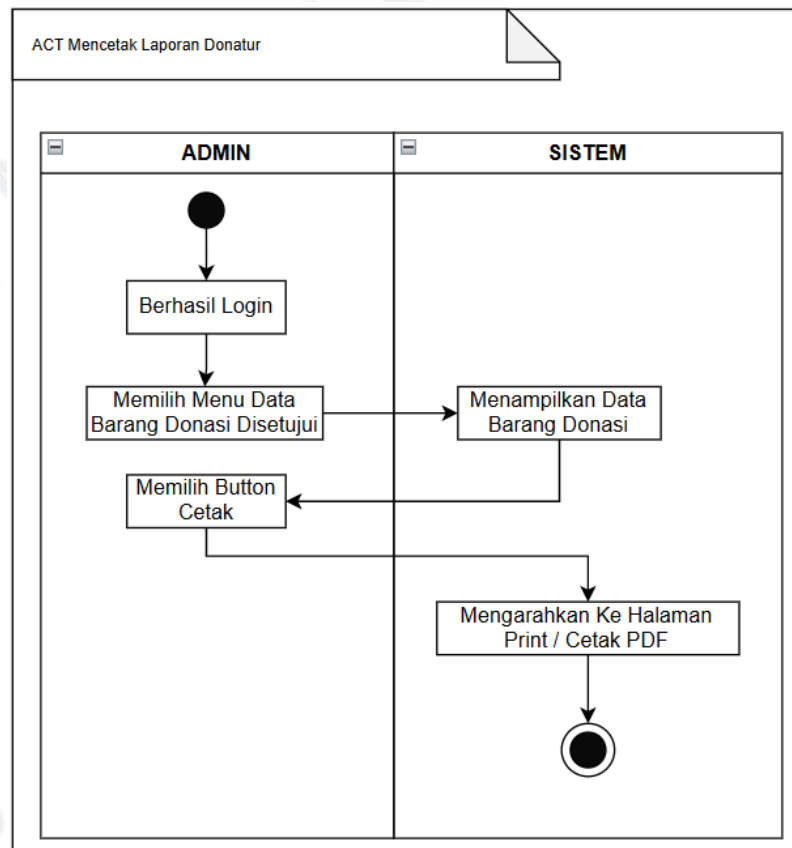 ACT Mencetak Laporan Donatur
ADMIN
SISTEM
Berhasil Login
Memilih Menu Data
Barang Donasi Disetujui
Menampilkan Data
Barang Donasi
Memilih Button
Cetak
Mengarahkan Ke Halaman
Print / Cetak PDF